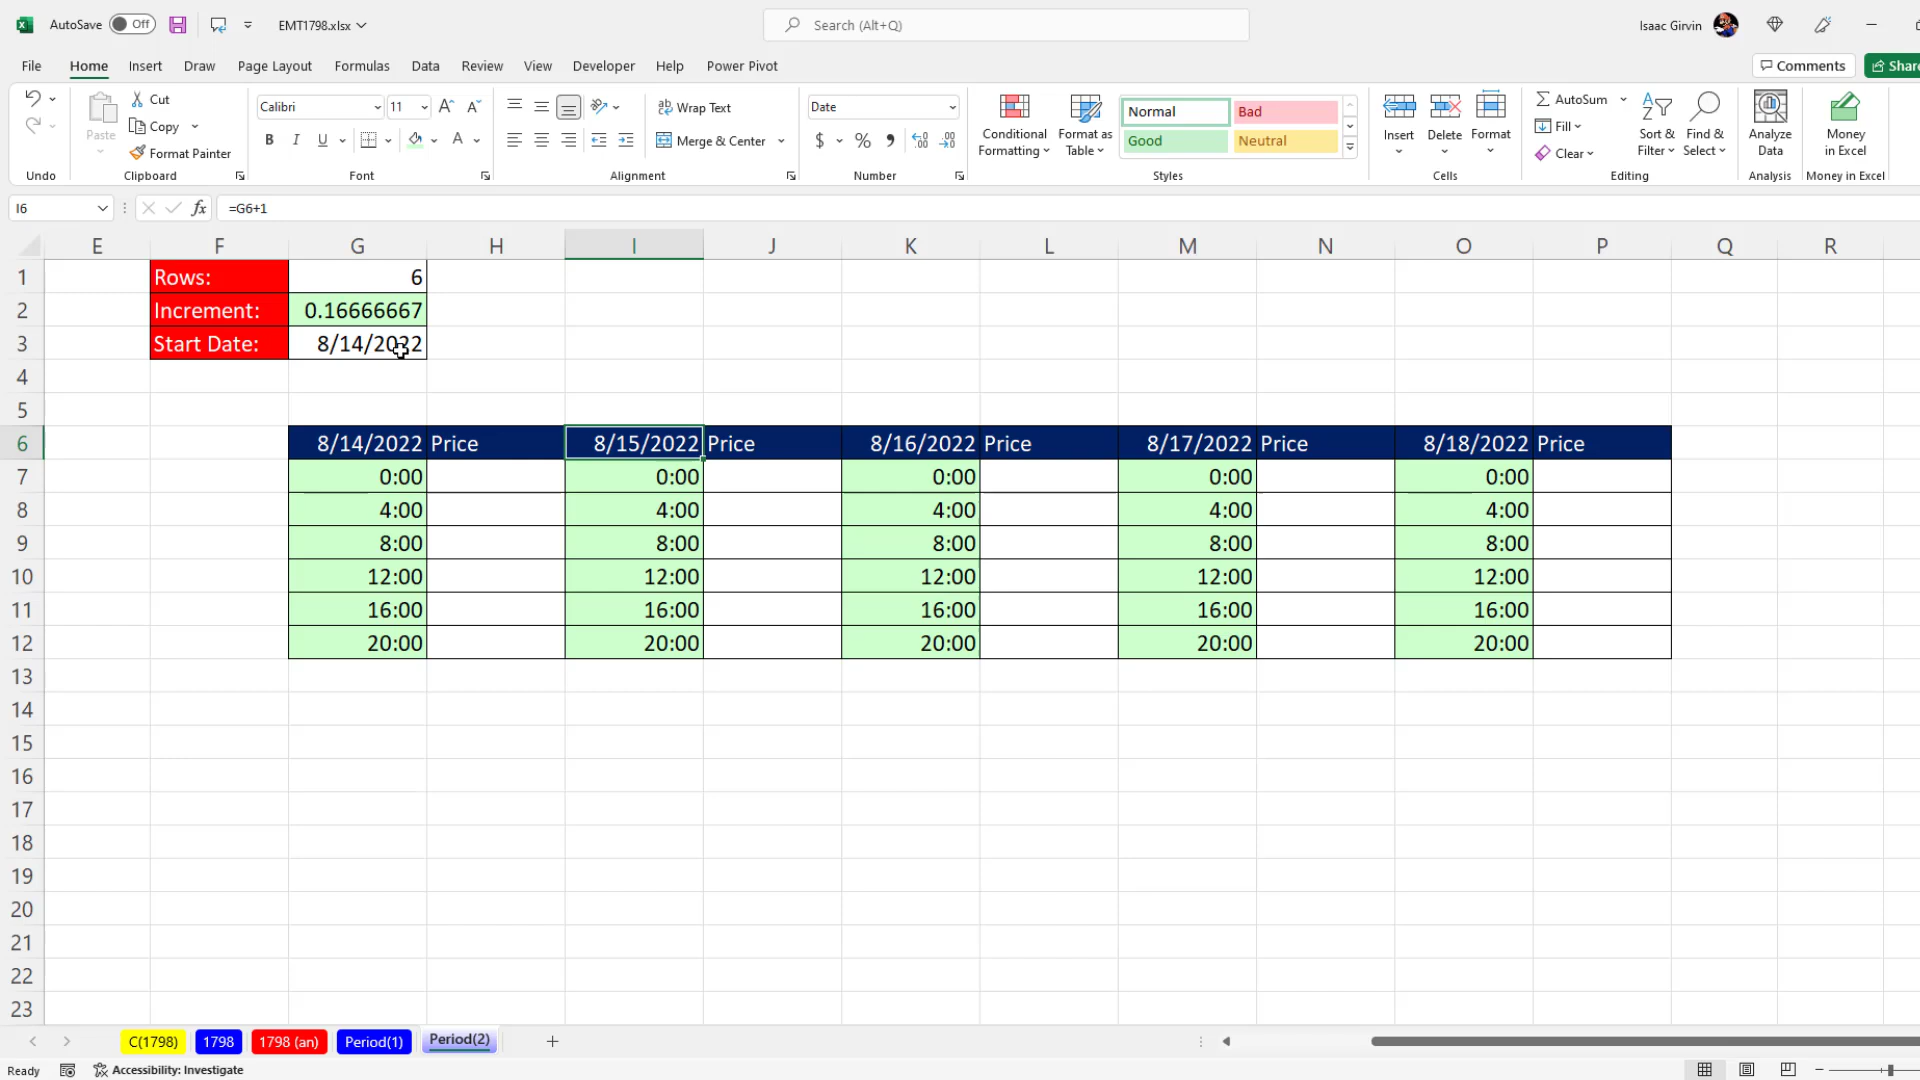 AutoSave Off EMT1798.xlsx Search (Alt+Q) Isaac Girvin
File Home Insert Draw Page Layout Formulas Data Review View Developer Help Power Pivot Comments Share
Paste Cut Copy Format Painter
Calibri 11
Wrap Text Merge & Center
Date
Conditional Formatting Format as Table
Normal Bad
Good Neutral
Insert Delete Format
AutoSum Fill Clear
Sort & Filter Find & Select
Analyze Data
Money in Excel
Undo Clipboard Font Alignment Number Styles Cells Editing Analysis Money in Excel
I6 fx =G6+1
E F G H I J K L M N O P Q R
1 Rows: 6
2 Increment: 0.16666667
3 Start Date: 8/14/2022
4
5
6 8/14/2022 Price 8/15/2022 Price 8/16/2022 Price 8/17/2022 Price 8/18/2022 Price
7 0:00 0:00 0:00 0:00 0:00
8 4:00 4:00 4:00 4:00 4:00
9 8:00 8:00 8:00 8:00 8:00
10 12:00 12:00 12:00 12:00 12:00
11 16:00 16:00 16:00 16:00 16:00
12 20:00 20:00 20:00 20:00 20:00
13
14
15
16
17
18
19
20
21
22
23
C(1798) 1798 1798 (an) Period(1) Period(2)
Ready Accessibility: Investigate